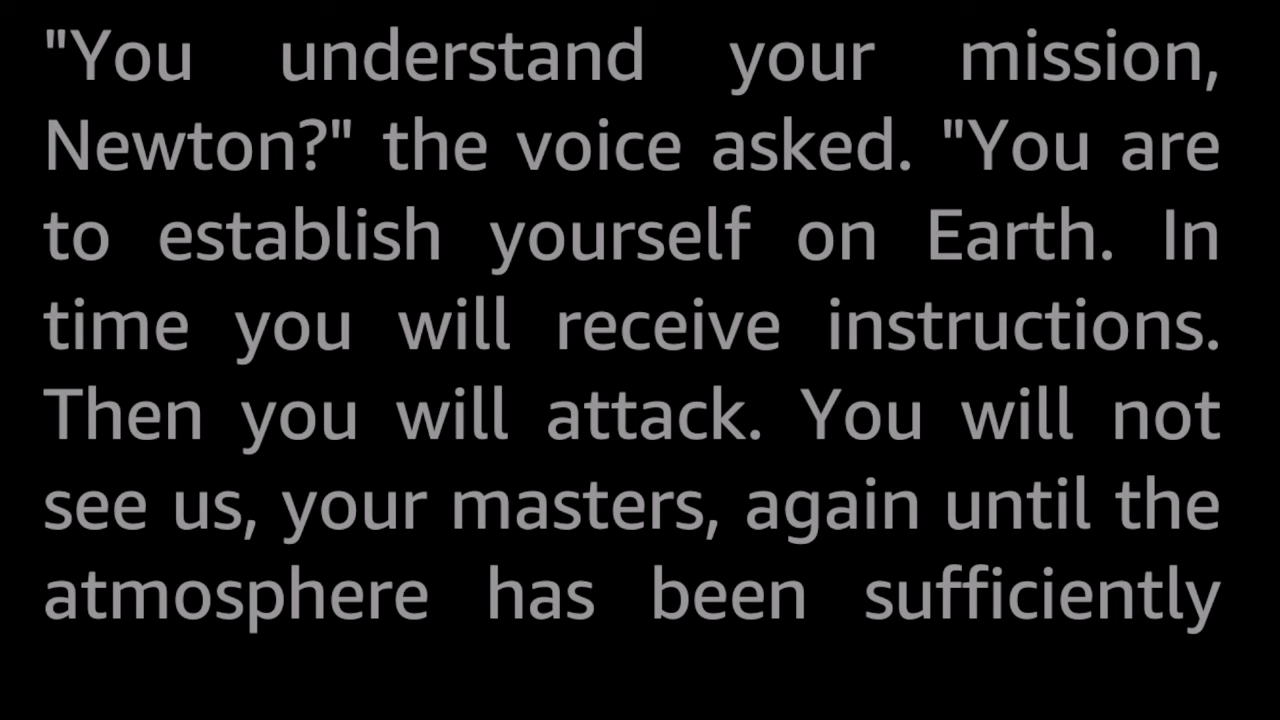 "You understand your mission,
Newton?" the voice asked. "You are
to establish yourself on Earth. In
time you will receive instructions.
Then you will attack. You will not
see us, your masters, again until the
atmosphere has been sufficiently